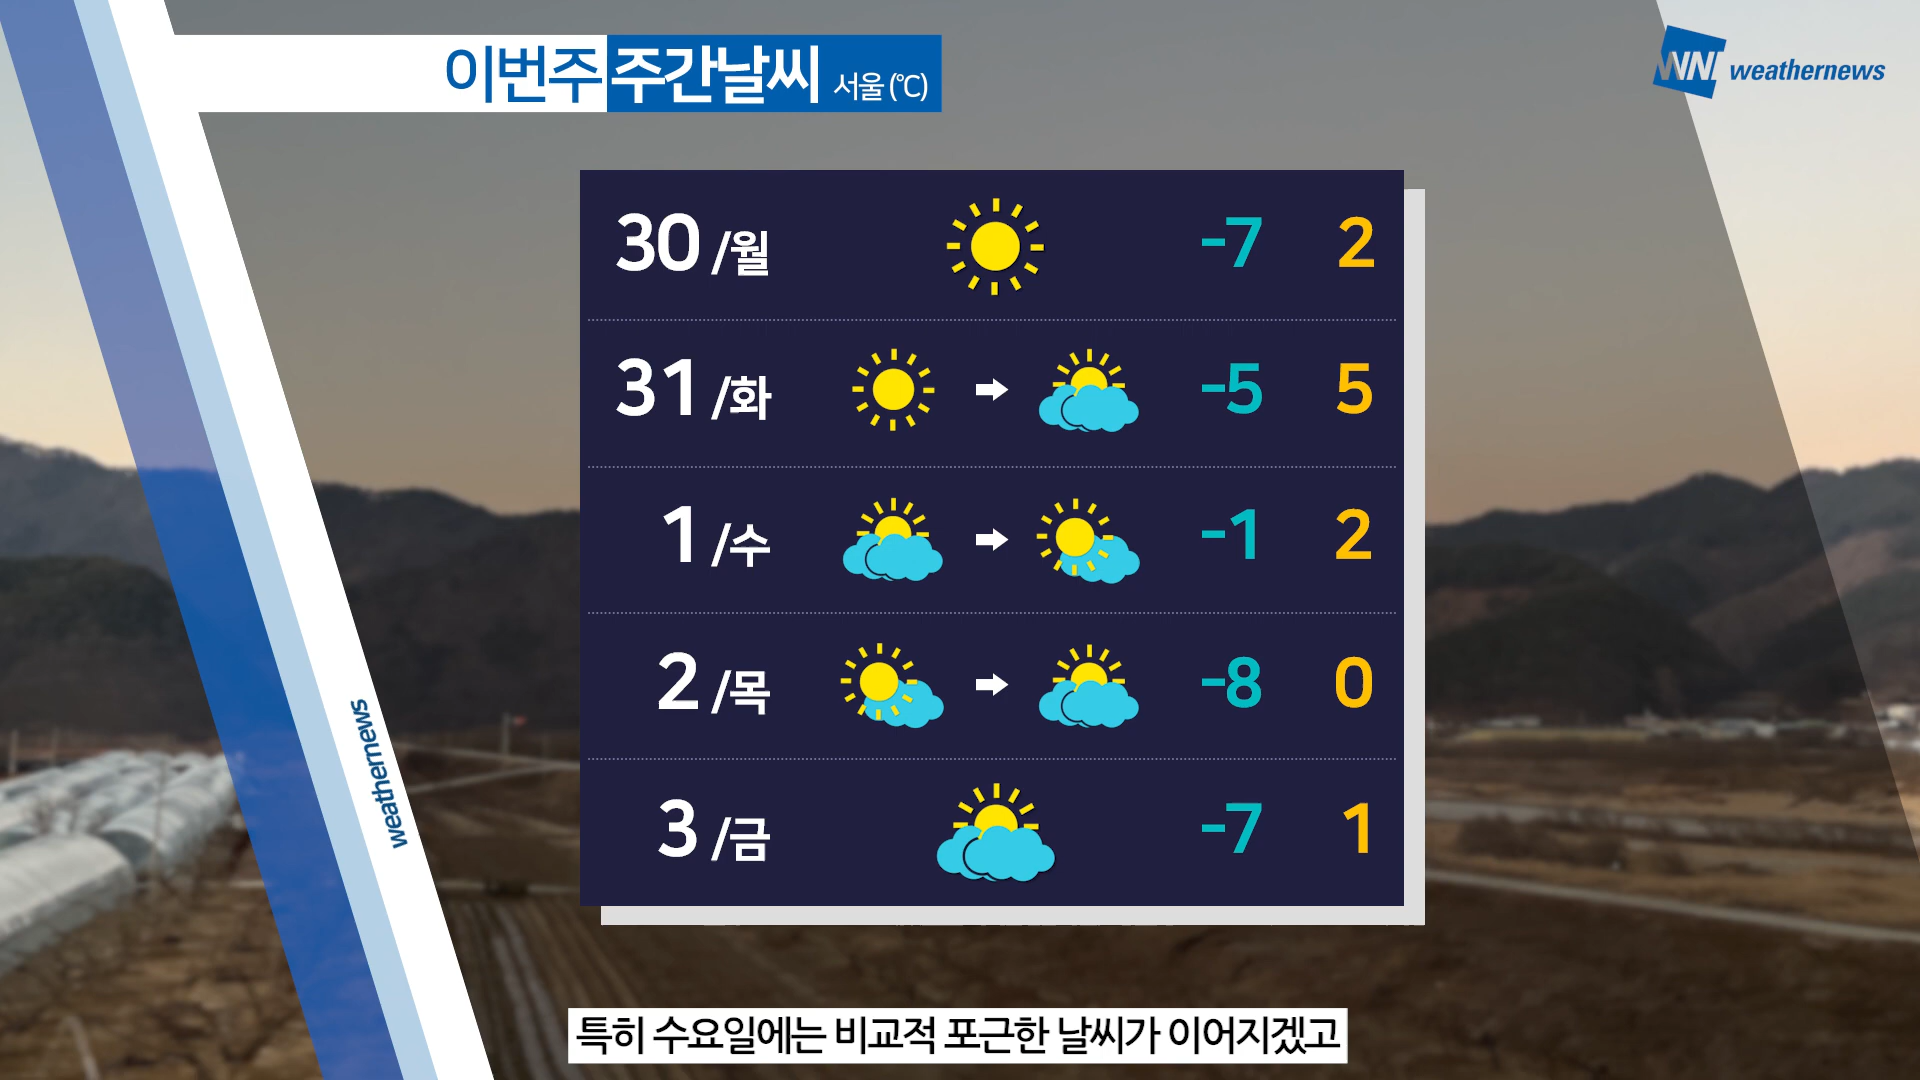 이번주 주간날씨 서울 (℃)
WNI weathernews
30 /월 -7 2
31 /화 -5 5
1 /수 -1 2
2 /목 -8 0
3 /금 -7 1
weathernews
특히 수요일에는 비교적 포근한 날씨가 이어지겠고